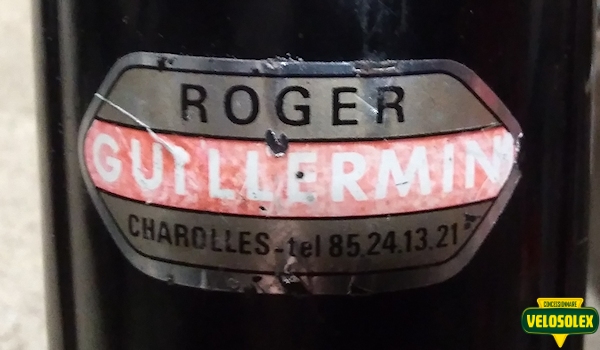 ROGER
GUILLERMIN
CHAROLLES-tel 85.24.13.21
CONCESSIONNAIRE
VELOSOLEX